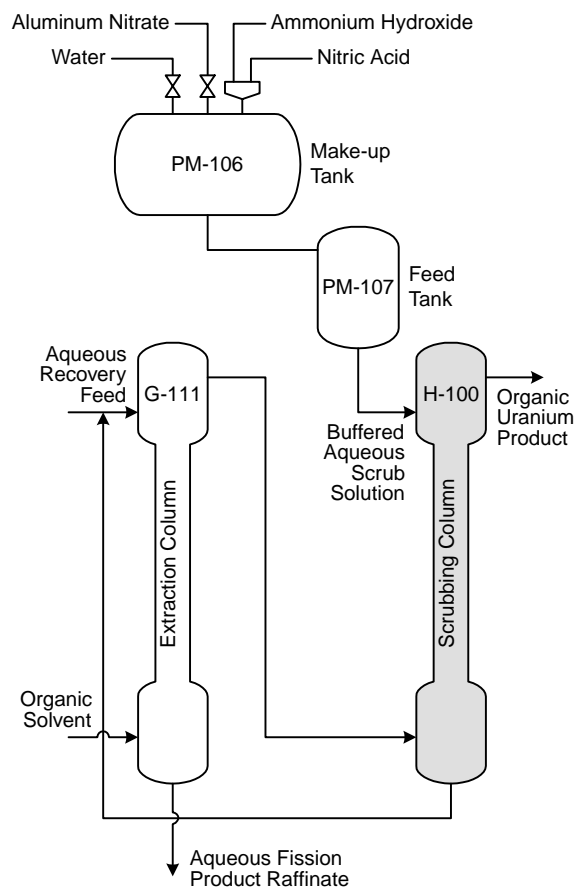 Aluminum Nitrate
Ammonium Hydroxide
Water
Nitric Acid
PM-106
Make-up
Tank
PM-107
Feed
Tank
Aqueous
Recovery
Feed
G-111
H-100
Organic
Uranium
Product
Buffered
Aqueous
Scrub
Solution
Extraction Column
Scrubbing Column
Organic
Solvent
Aqueous Fission
Product Raffinate